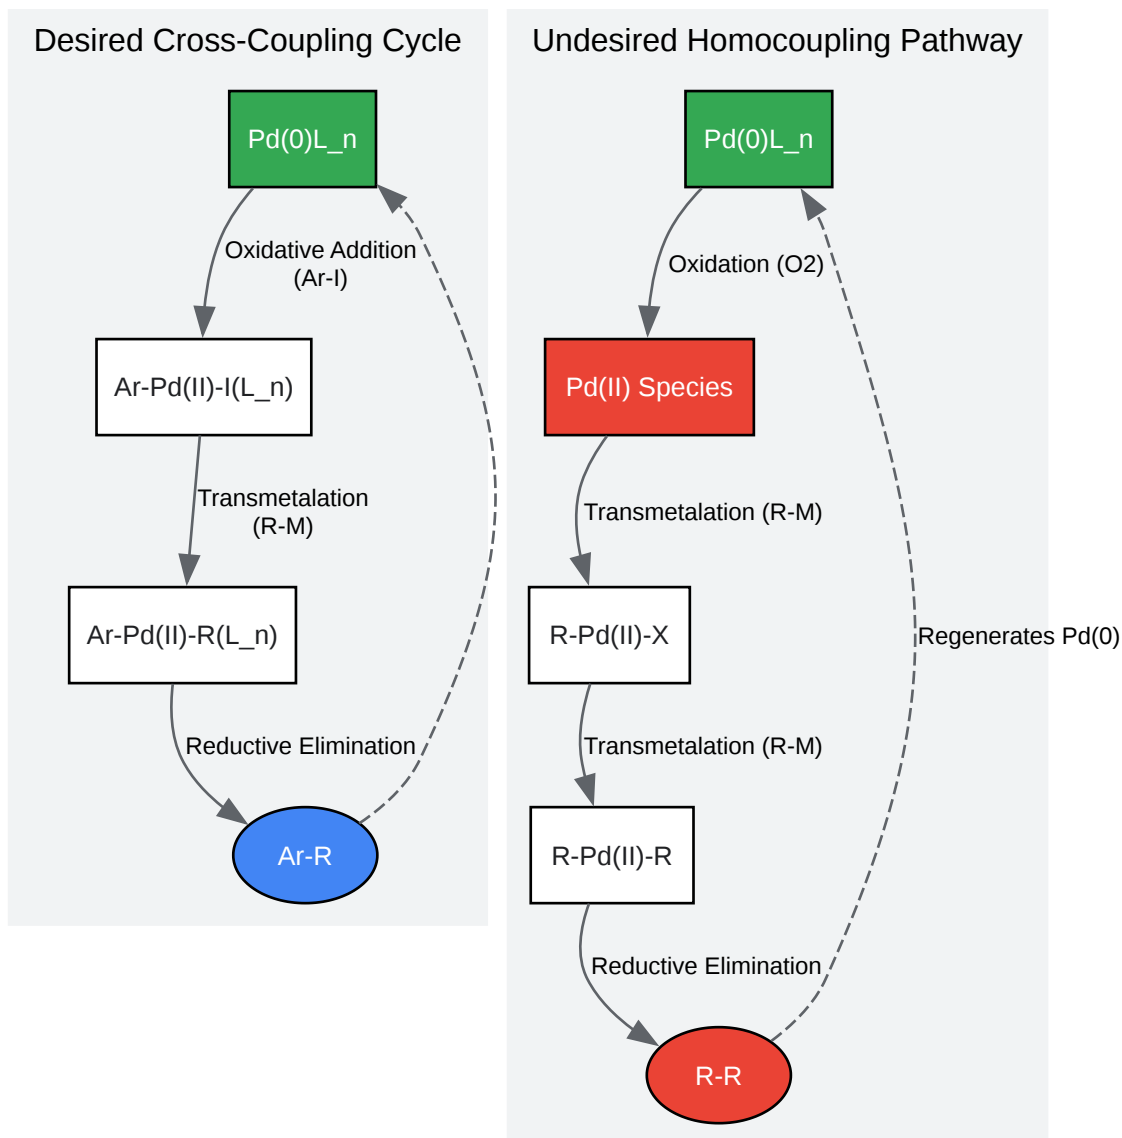 Desired Cross-Coupling Cycle
Pd(0)L_n
Oxidative Addition
(Ar-I)
Ar-Pd(II)-I(L_n)
Transmetalation
(R-M)
Ar-Pd(II)-R(L_n)
Reductive Elimination
Ar-R
Undesired Homocoupling Pathway
Pd(0)L_n
Oxidation (O2)
Pd(II) Species
Transmetalation (R-M)
R-Pd(II)-X
Regenerates Pd(0)
Transmetalation (R-M)
R-Pd(II)-R
Reductive Elimination
R-R